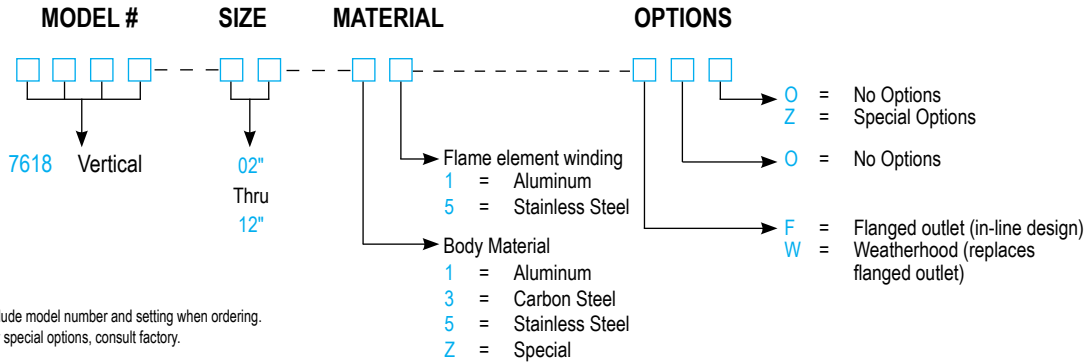 MODEL # SIZE MATERIAL OPTIONS
O = No Options
Z = Special Options
O = No Options
F = Flanged outlet (in-line design)
W = Weatherhood (replaces
flanged outlet)
7618 Vertical
02"
Thru
12"
Flame element winding
1 = Aluminum
5 = Stainless Steel
Body Material
1 = Aluminum
3 = Carbon Steel
5 = Stainless Steel
Z = Special
model number and setting when ordering.
special options, consult factory.